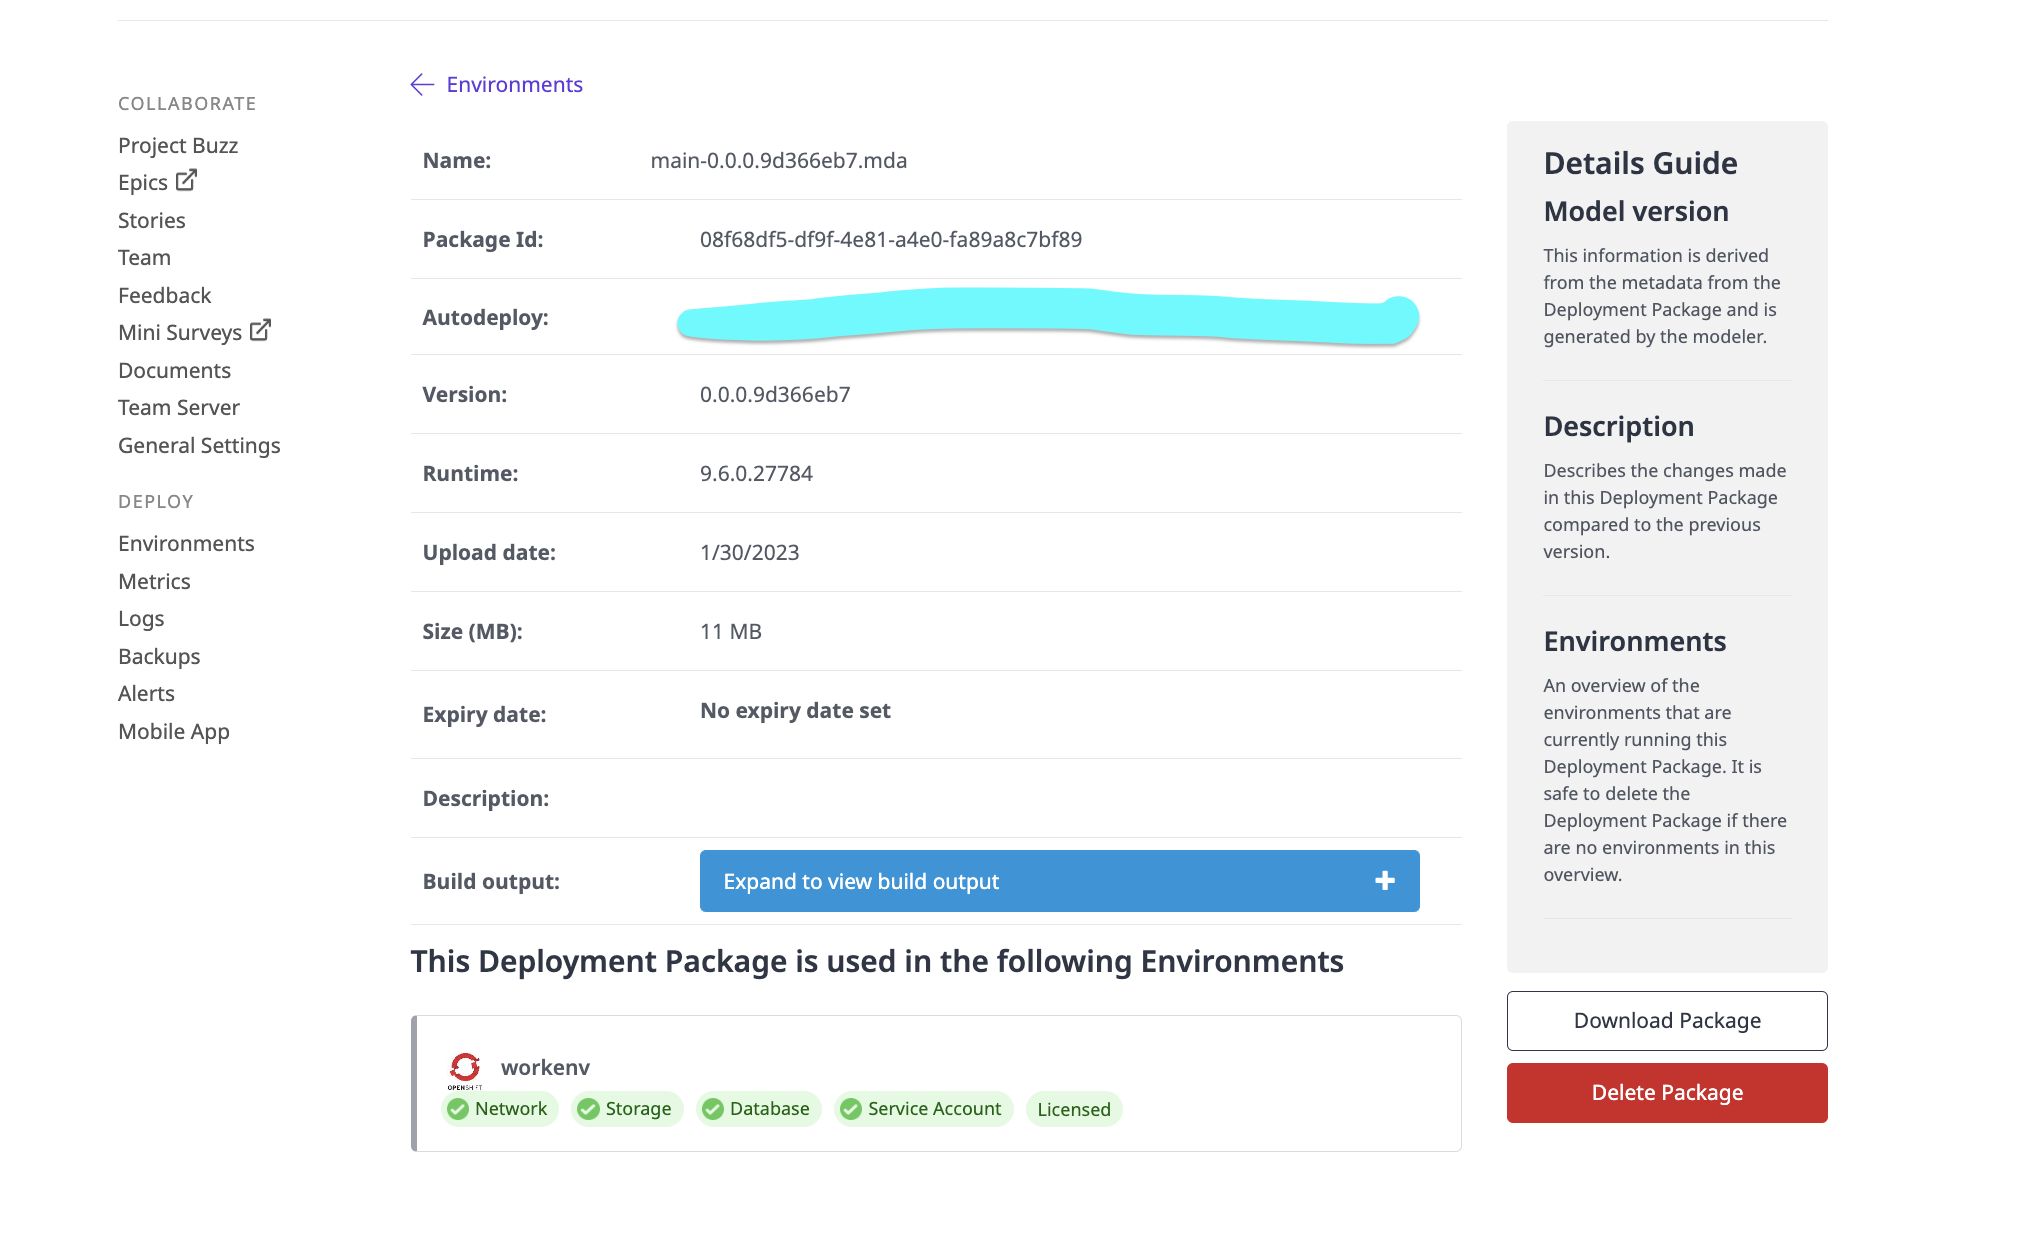 COLLABORATE
Project Buzz
Epics
Stories
Team
Feedback
Mini Surveys
Documents
Team Server
General Settings
DEPLOY
Environments
Metrics
Logs
Backups
Alerts
Mobile App
Environments
Name: main-0.0.0.9d366eb7.mda
Package Id: 08f68df5-df9f-4e81-a4e0-fa89a8c7bf89
Autodeploy:
Version: 0.0.0.9d366eb7
Runtime: 9.6.0.27784
Upload date: 1/30/2023
Size (MB): 11 MB
Expiry date: No expiry date set
Description:
Build output: Expand to view build output
This Deployment Package is used in the following Environments
OPENSHIFT
workenv
Network Storage Database Service Account Licensed
Details Guide
Model version
This information is derived
from the metadata from the
Deployment Package and is
generated by the modeler.
Description
Describes the changes made
in this Deployment Package
compared to the previous
version.
Environments
An overview of the
environments that are
currently running this
Deployment Package. It is
safe to delete the
Deployment Package if there
are no environments in this
overview.
Download Package
Delete Package